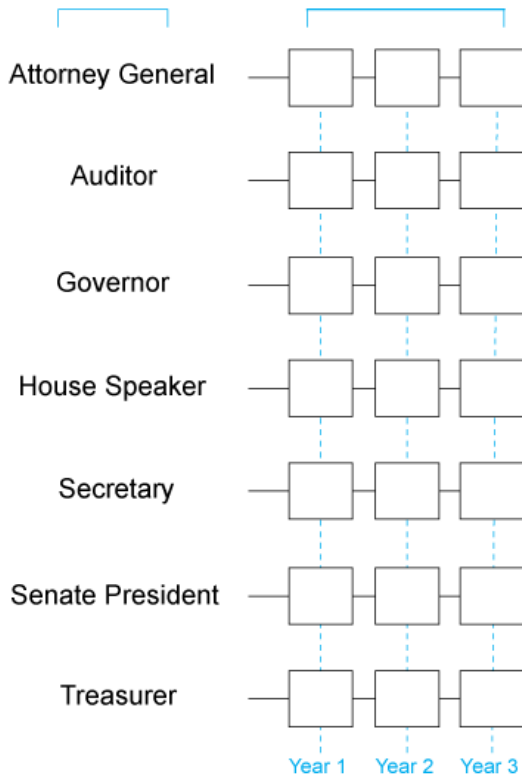 Attorney General
Auditor
Governor
House Speaker
Secretary
Senate President
Treasurer
Year 1 Year 2 Year 3